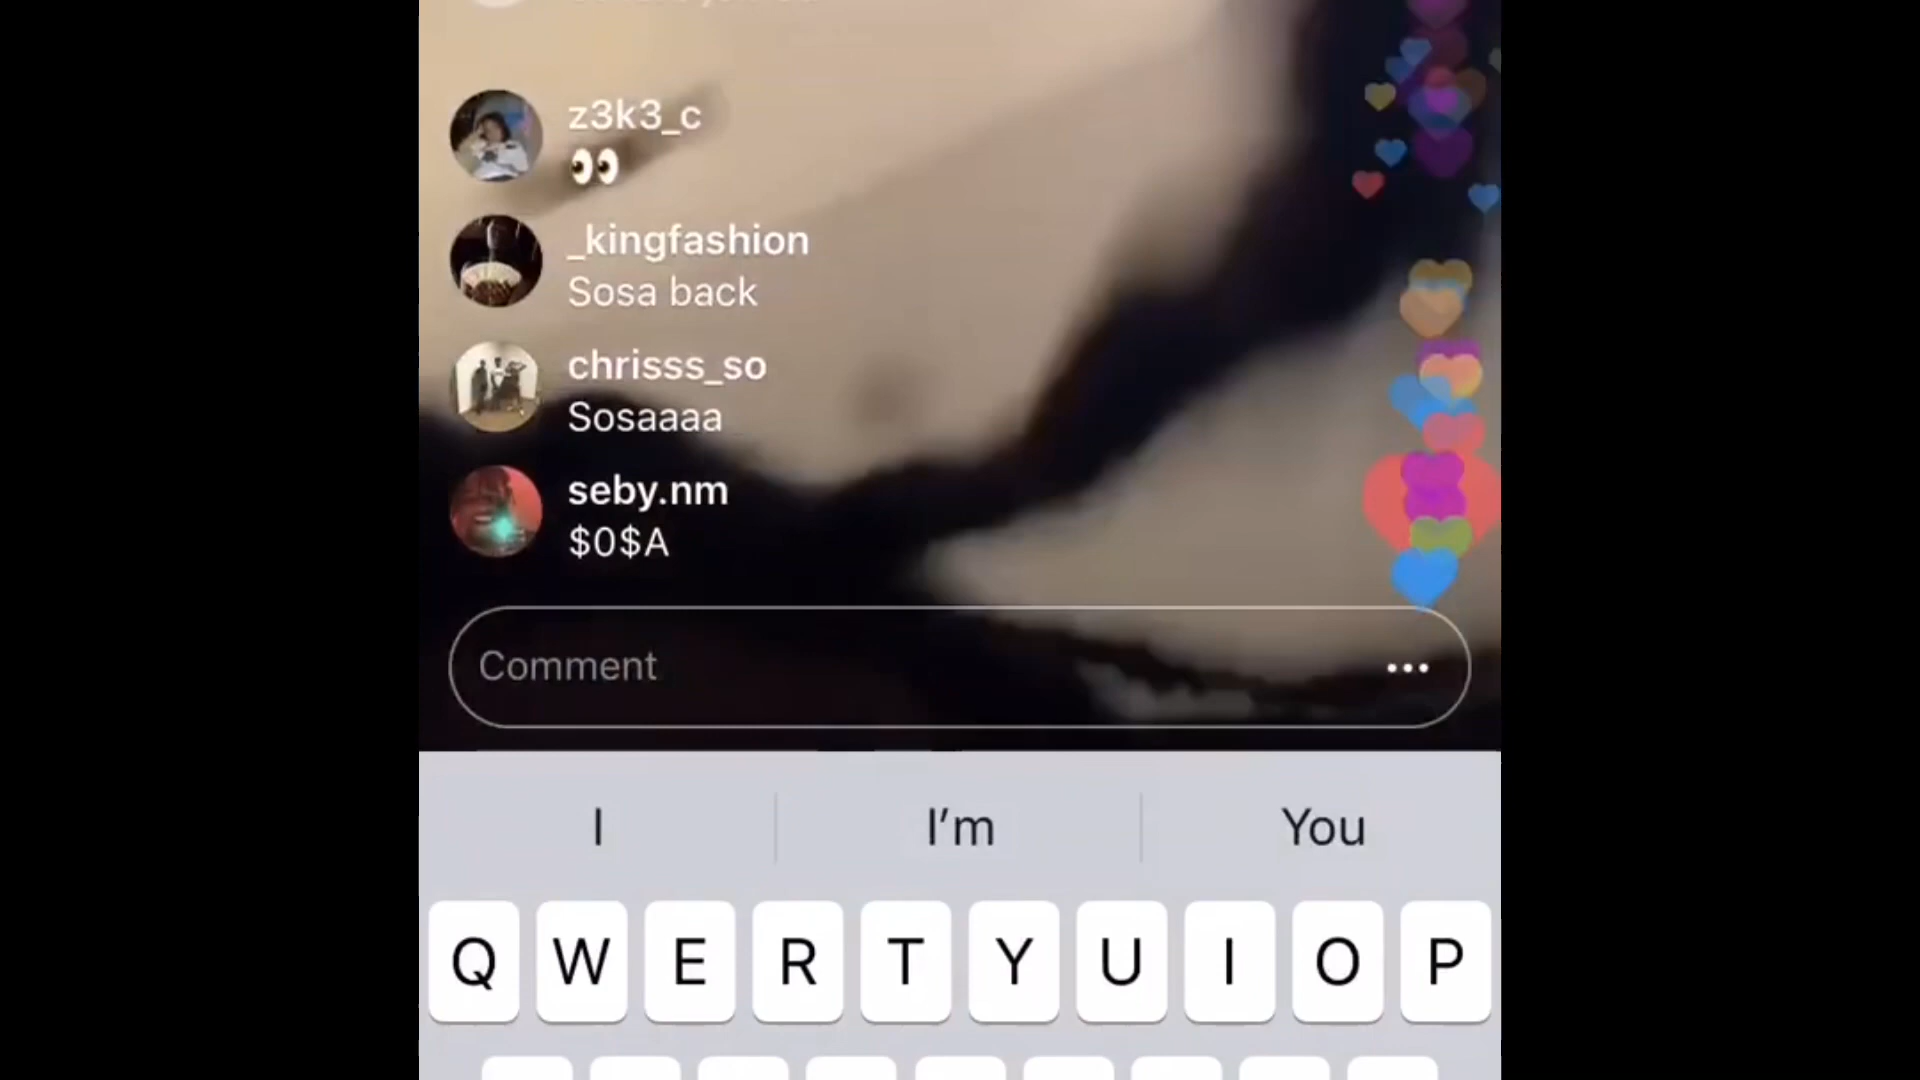 z3k3_c
👀
_kingfashion
Sosa back
chrisss_so
Sosaaaa
seby.nm
$0$A
Comment
I
I’m
You
Q W E R T Y U I O P